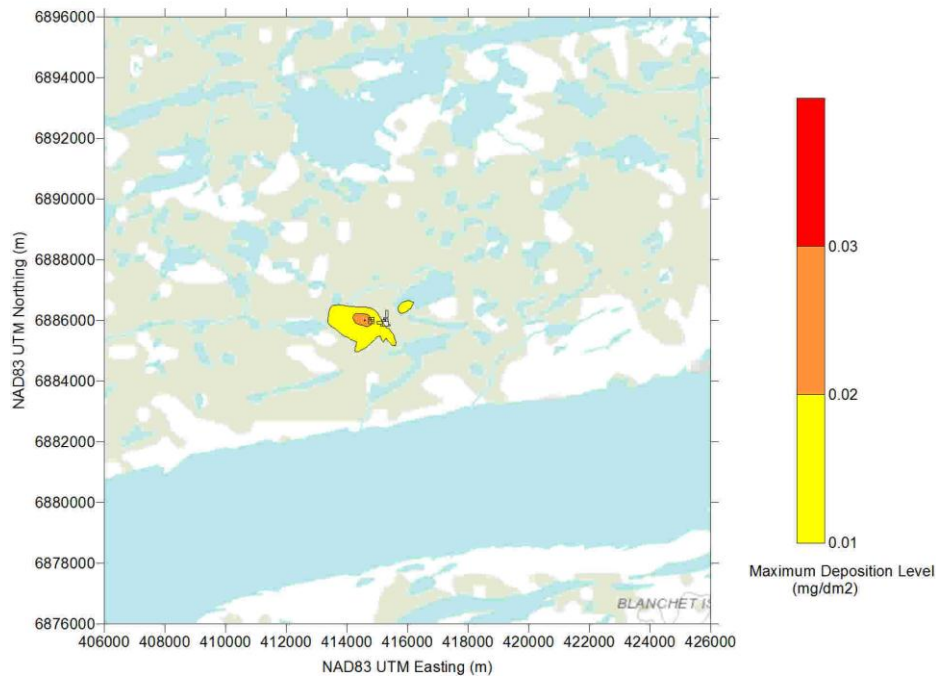 6896000
6894000
6892000
6890000
6888000
6886000
6884000
6882000
6880000
6878000
6876000
NAD83 UTM Northing (m)
BLANCHET IS
406000 408000 410000 412000 414000 416000 418000 420000 422000 424000 426000
NAD83 UTM Easting (m)
0.03
0.02
0.01
Maximum Deposition Level
(mg/dm2)